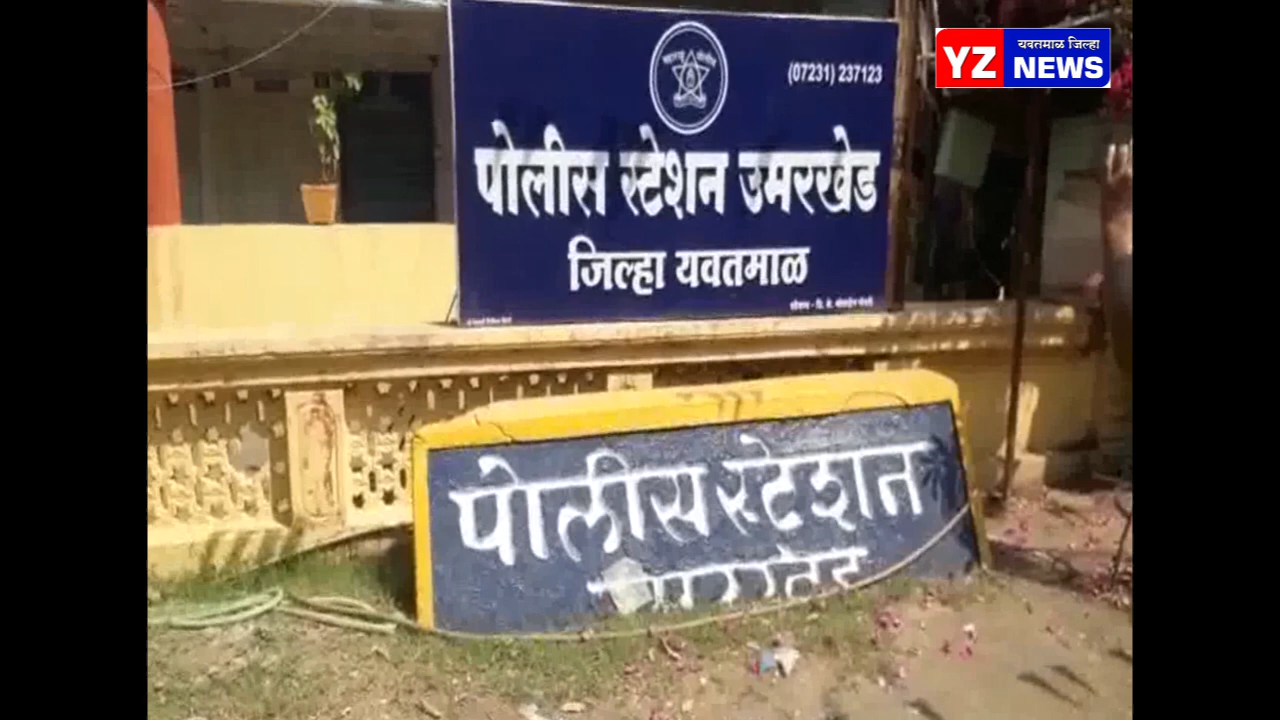 यवतमाळ जिल्हा
YZ NEWS
(07231) 237123
पोलीस स्टेशन उमरखेड
जिल्हा यवतमाळ
पोलीस स्टेशन